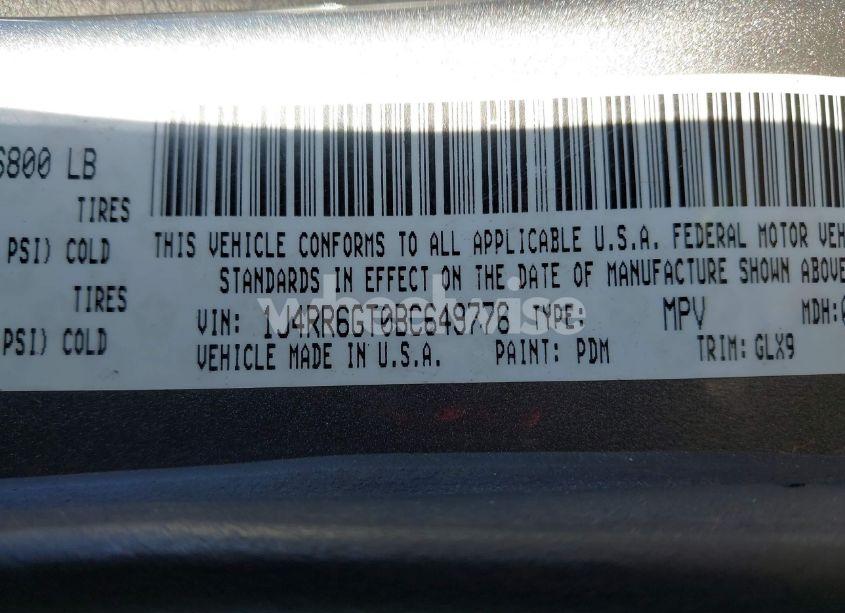 6800 LB
TIRES
PSI) COLD
TIRES
PSI) COLD
THIS VEHICLE CONFORMS TO ALL APPLICABLE U.S.A. FEDERAL MOTOR VEH
STANDARDS IN EFFECT ON THE DATE OF MANUFACTURE SHOWN ABOVE
VIN: 1J4RR6GT0BC649776 TYPE: MPV MDH:
VEHICLE MADE IN U.S.A. PAINT: PDM TRIM: GLX9
wheelwise